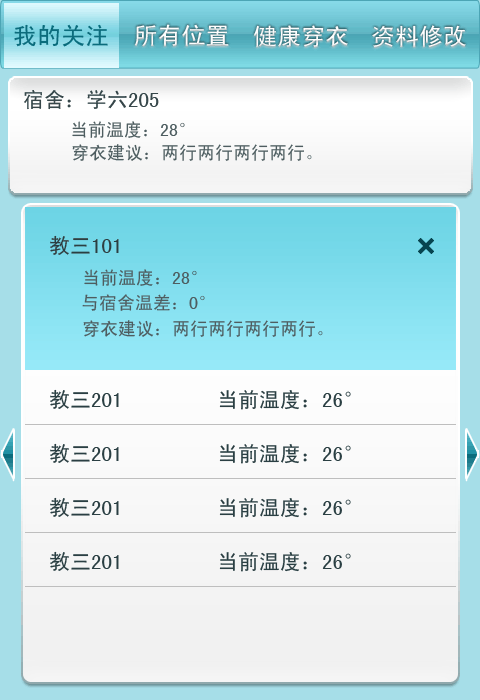 我的关注 所有位置 健康穿衣 资料修改
宿舍：学六205
当前温度：28°
穿衣建议：两行两行两行两行。
教三101
当前温度：28°
与宿舍温差：0°
穿衣建议：两行两行两行两行。
教三201 当前温度：26°
教三201 当前温度：26°
教三201 当前温度：26°
教三201 当前温度：26°